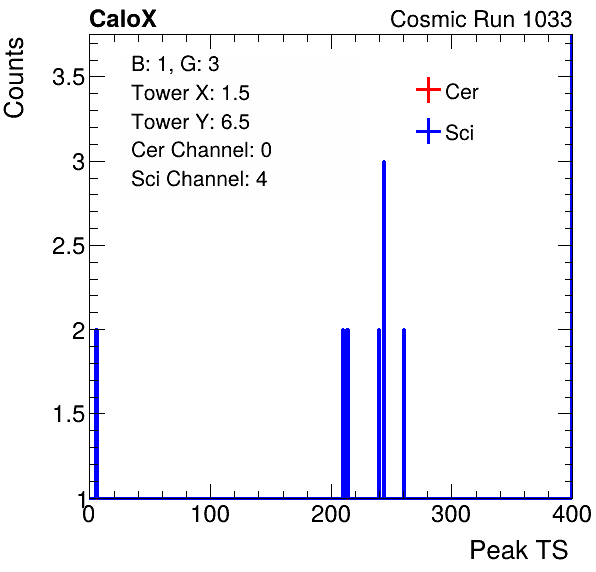 CaloX Cosmic Run 1033
Counts
B: 1, G: 3
Tower X: 1.5
Tower Y: 6.5
Cer Channel: 0
Sci Channel: 4
Cer
Sci
3.5
3
2.5
2
1.5
1
0 100 200 300 400
Peak TS